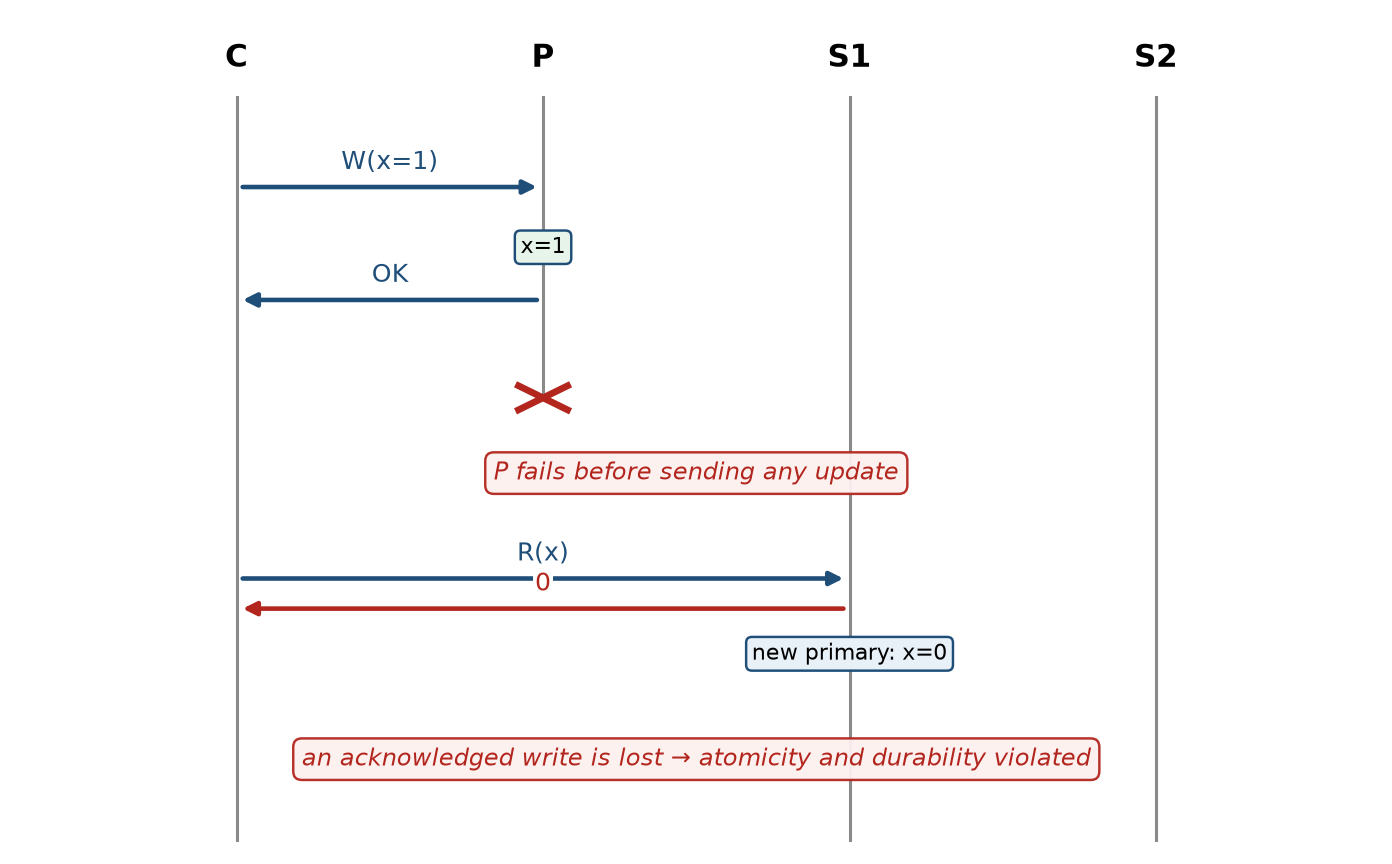 C P S1 S2
W(x=1)
x=1
OK
P fails before sending any update
R(x)
0
new primary: x=0
an acknowledged write is lost → atomicity and durability violated